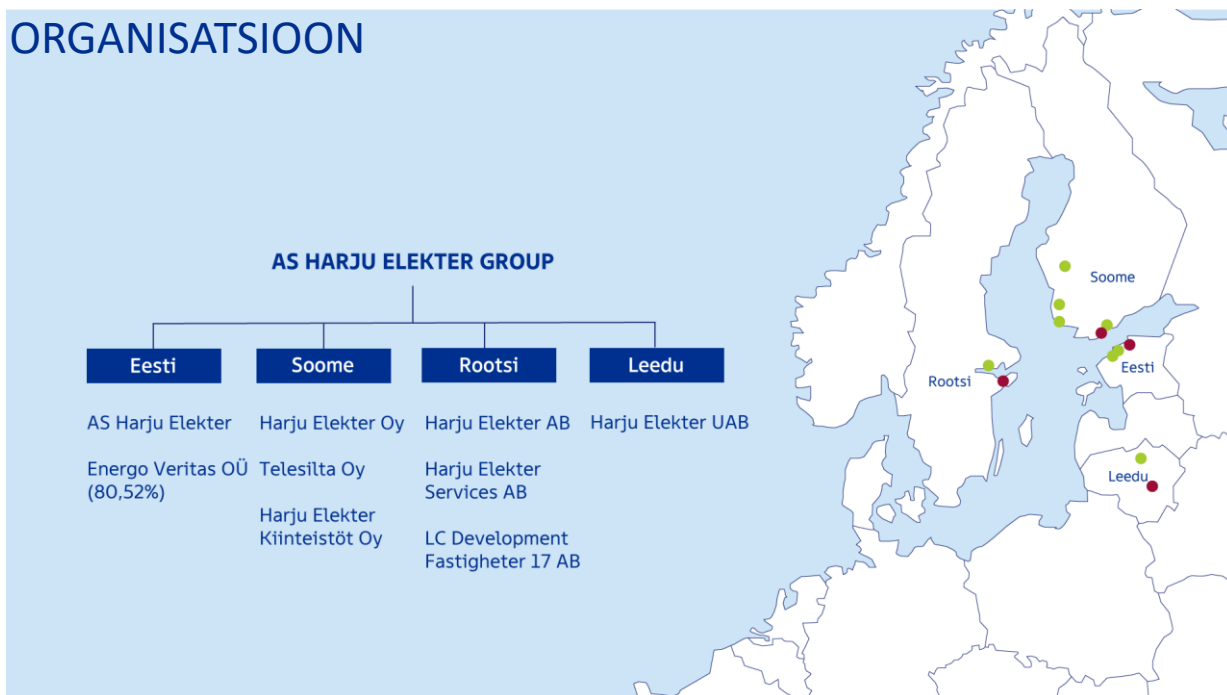 ORGANISATSIOON
AS HARJU ELEKTER GROUP
Eesti
AS Harju Elekter
Energo Veritas OÜ
(80,52%)
Soome
Harju Elekter Oy
Telesilta Oy
Harju Elekter
Kiinteistöt Oy
Rootsi
Harju Elekter AB
Harju Elekter
Services AB
LC Development
Fastigheter 17 AB
Leedu
Harju Elekter UAB
Soome
Eesti
Rootsi
Leedu